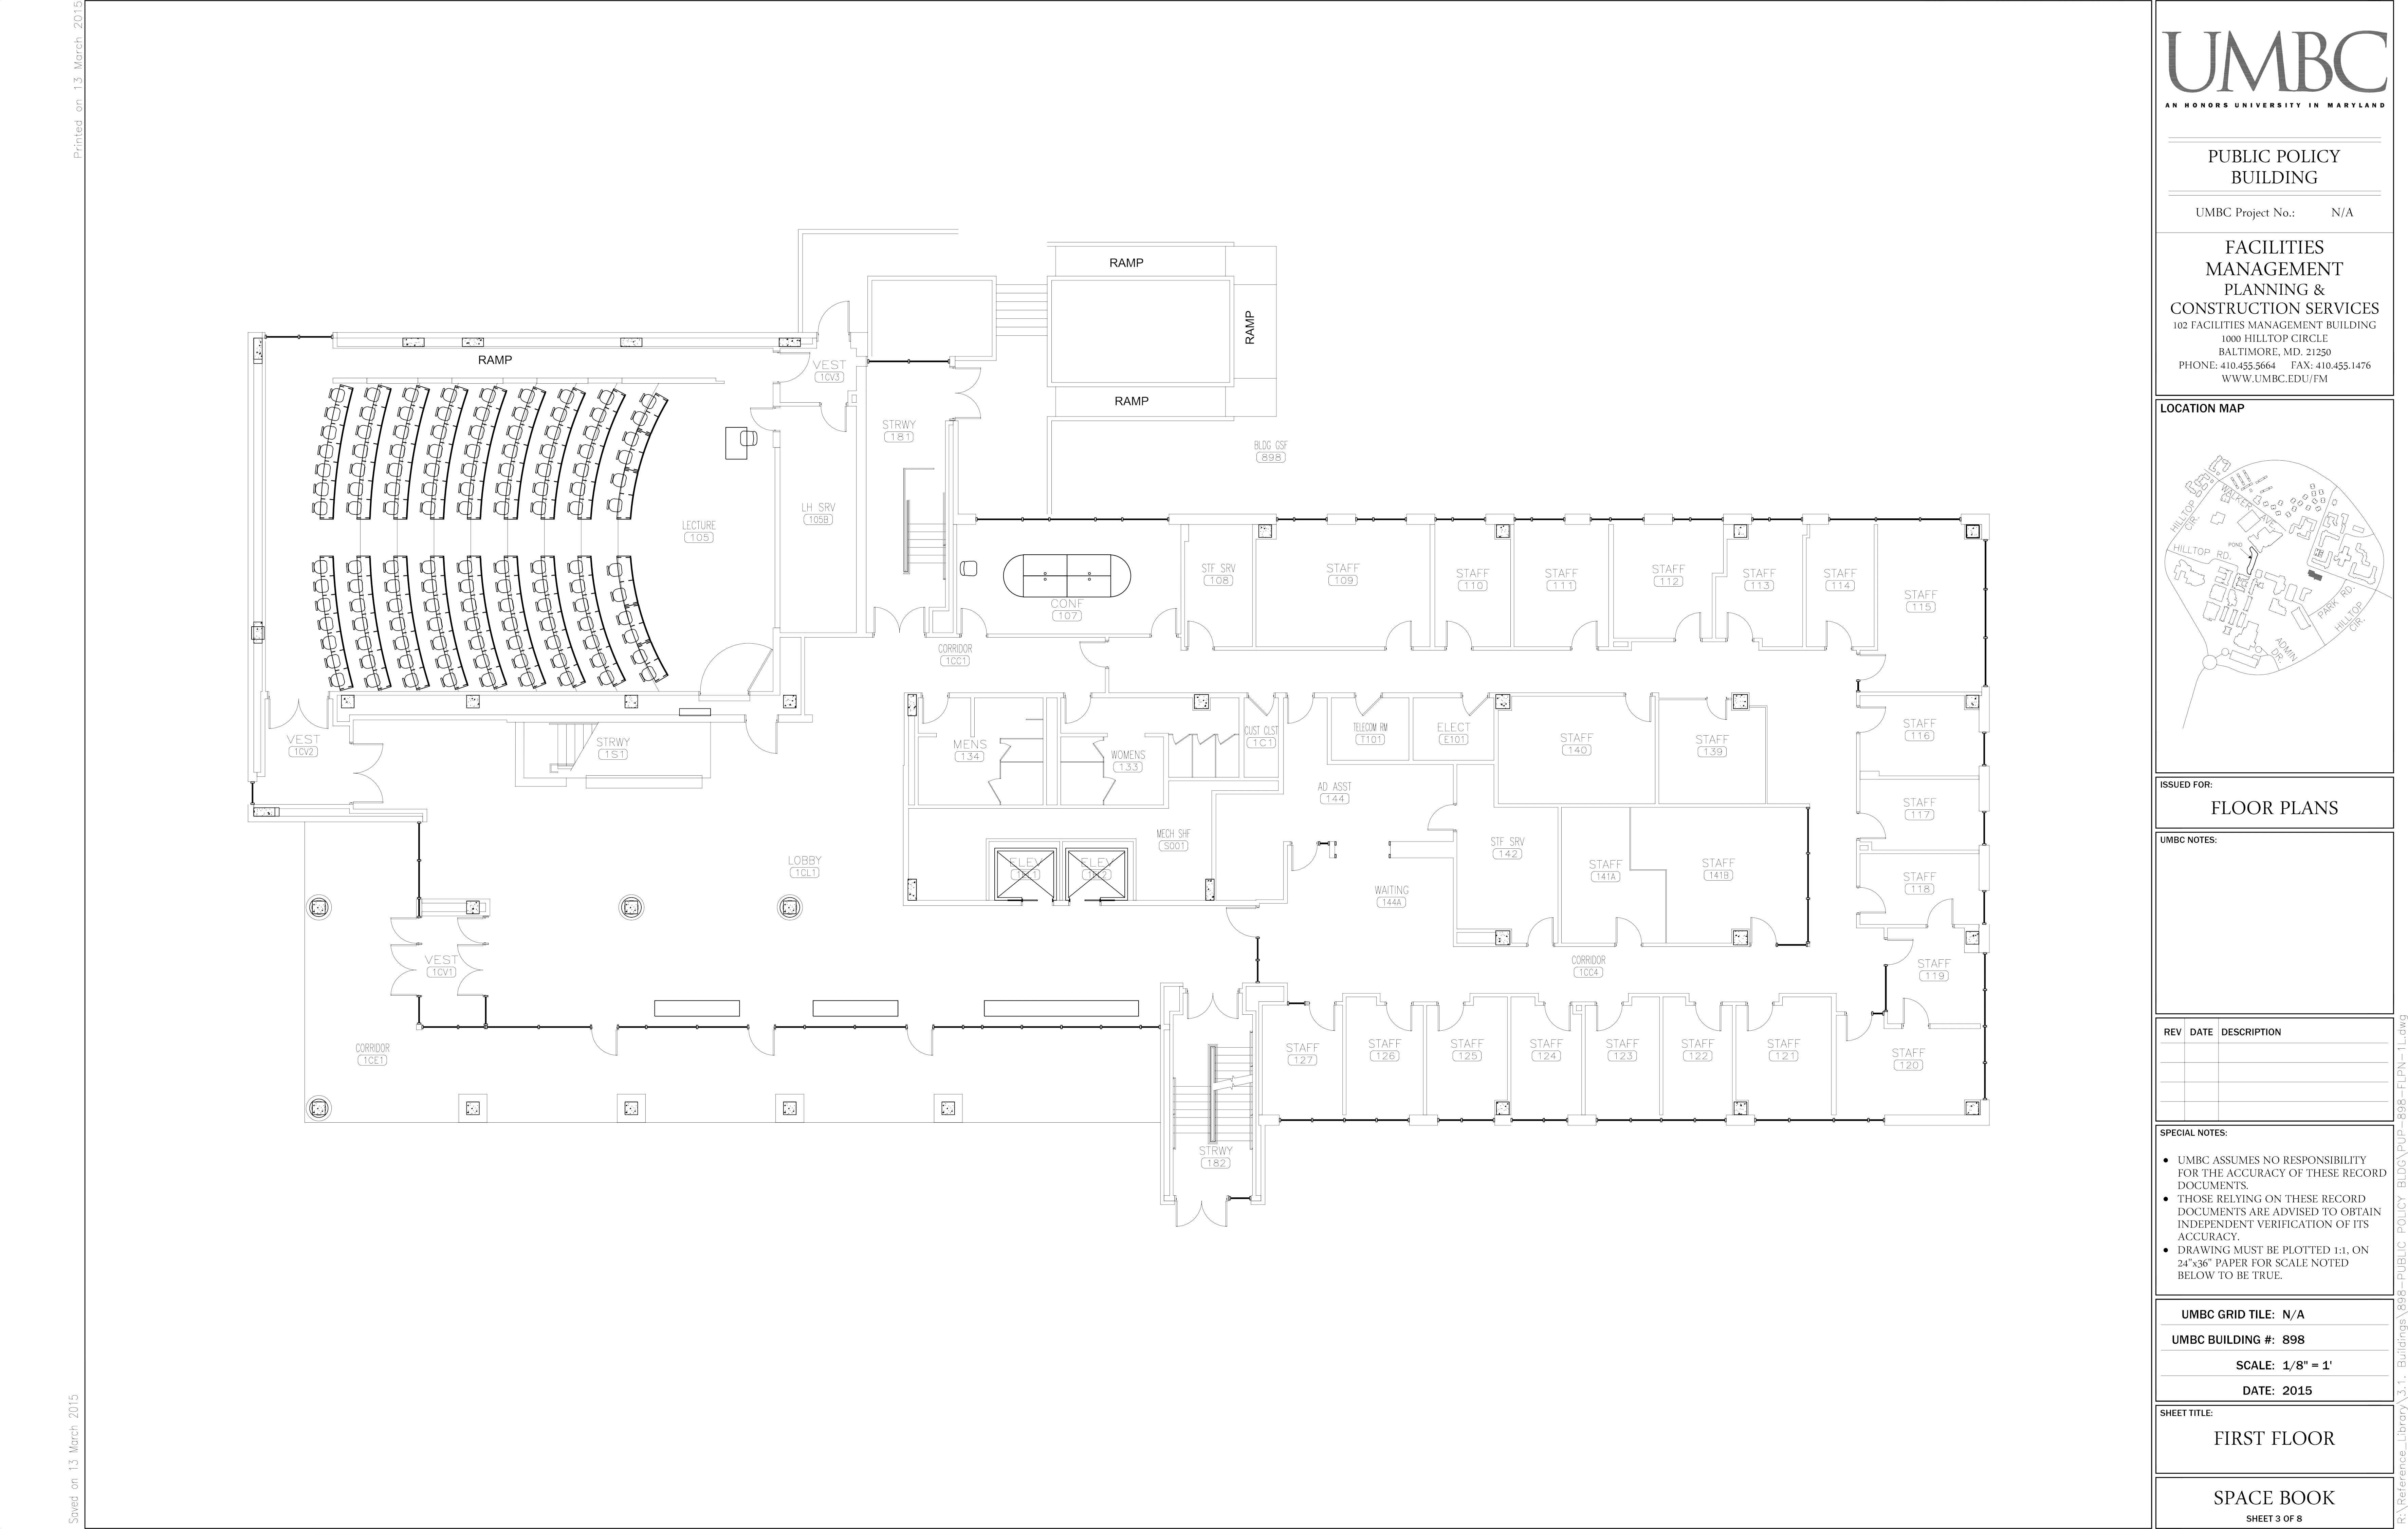 Printed on 13 March 2015
Saved on 13 March 2015
RAMP
RAMP
RAMP
RAMP
VEST
1CV3
STRWY
181
BLDG GSF
898
LH SRV
105B
LECTURE
105
CONF
107
STF SRV
108
STAFF
109
STAFF
110
STAFF
111
STAFF
112
STAFF
113
STAFF
114
STAFF
115
CORRIDOR
1CC1
VEST
1CV2
STRWY
1S1
MENS
134
WOMENS
133
CUST CLST
1C1
TELECOM RM
T101
ELECT
E101
STAFF
140
STAFF
139
STAFF
116
AD ASST
144
STAFF
117
MECH SHF
S001
STF SRV
142
LOBBY
1CL1
ELEV
ELEV
STAFF
141A
STAFF
141B
STAFF
118
WAITING
144A
VEST
1CV1
CORRIDOR
1CC4
STAFF
119
CORRIDOR
1CE1
STAFF
127
STAFF
126
STAFF
125
STAFF
124
STAFF
123
STAFF
122
STAFF
121
STAFF
120
STRWY
182
UMBC
AN HONORS UNIVERSITY IN MARYLAND
PUBLIC POLICY
BUILDING
UMBC Project No.: N/A
FACILITIES
MANAGEMENT
PLANNING &
CONSTRUCTION SERVICES
102 FACILITIES MANAGEMENT BUILDING
1000 HILLTOP CIRCLE
BALTIMORE, MD. 21250
PHONE: 410.455.5664 FAX: 410.455.1476
WWW.UMBC.EDU/FM
LOCATION MAP
WALKER AVE.
HILLTOP
CIR.
POND
HILLTOP RD.
PARK RD.
HILLTOP
CIR.
ADMIN
DR.
ISSUED FOR:
FLOOR PLANS
UMBC NOTES:
REV DATE DESCRIPTION
SPECIAL NOTES:
● UMBC ASSUMES NO RESPONSIBILITY
FOR THE ACCURACY OF THESE RECORD
DOCUMENTS.
● THOSE RELYING ON THESE RECORD
DOCUMENTS ARE ADVISED TO OBTAIN
INDEPENDENT VERIFICATION OF ITS
ACCURACY.
● DRAWING MUST BE PLOTTED 1:1, ON
24"x36" PAPER FOR SCALE NOTED
BELOW TO BE TRUE.
UMBC GRID TILE: N/A
UMBC BUILDING #: 898
SCALE: 1/8" = 1'
DATE: 2015
SHEET TITLE:
FIRST FLOOR
SPACE BOOK
SHEET 3 OF 8
R:\Reference_Library\3.1. Buildings\898-PUBLIC POLICY BLDG\PUP-898-FLPN-1L.dwg